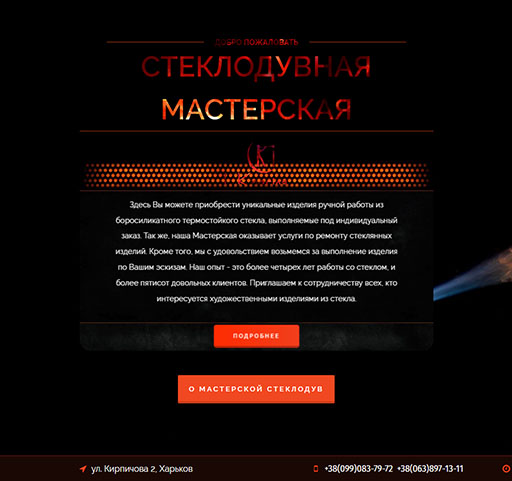 ДОБРО ПОЖАЛОВАТЬ
СТЕКЛОДУВНАЯ
МАСТЕРСКАЯ
Здесь Вы можете приобрести уникальные изделия ручной работы из
боросиликатного термостойкого стекла, выполняемые под индивидуальный
заказ. Так же, наша Мастерская оказывает услуги по ремонту стеклянных
изделий. Кроме того, мы с удовольствием возьмемся за выполнение изделия
по Вашим эскизам. Наш опыт - это более четырех лет работы со стеклом, и
более пятисот довольных клиентов. Приглашаем к сотрудничеству всех, кто
интересуется художественными изделиями из стекла.
ПОДРОБНЕЕ
О МАСТЕРСКОЙ СТЕКЛОДУВ
ул. Кирпичова 2, Харьков
+38(099)083-79-72 +38(063)897-13-11